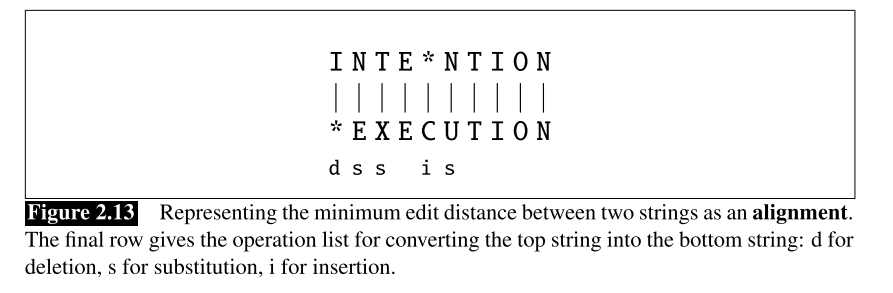 I N T E * N T I O N
| | | | | | | | | |
* E X E C U T I O N
d s s i s
Figure 2.13 Representing the minimum edit distance between two strings as an alignment.
The final row gives the operation list for converting the top string into the bottom string: d for
deletion, s for substitution, i for insertion.